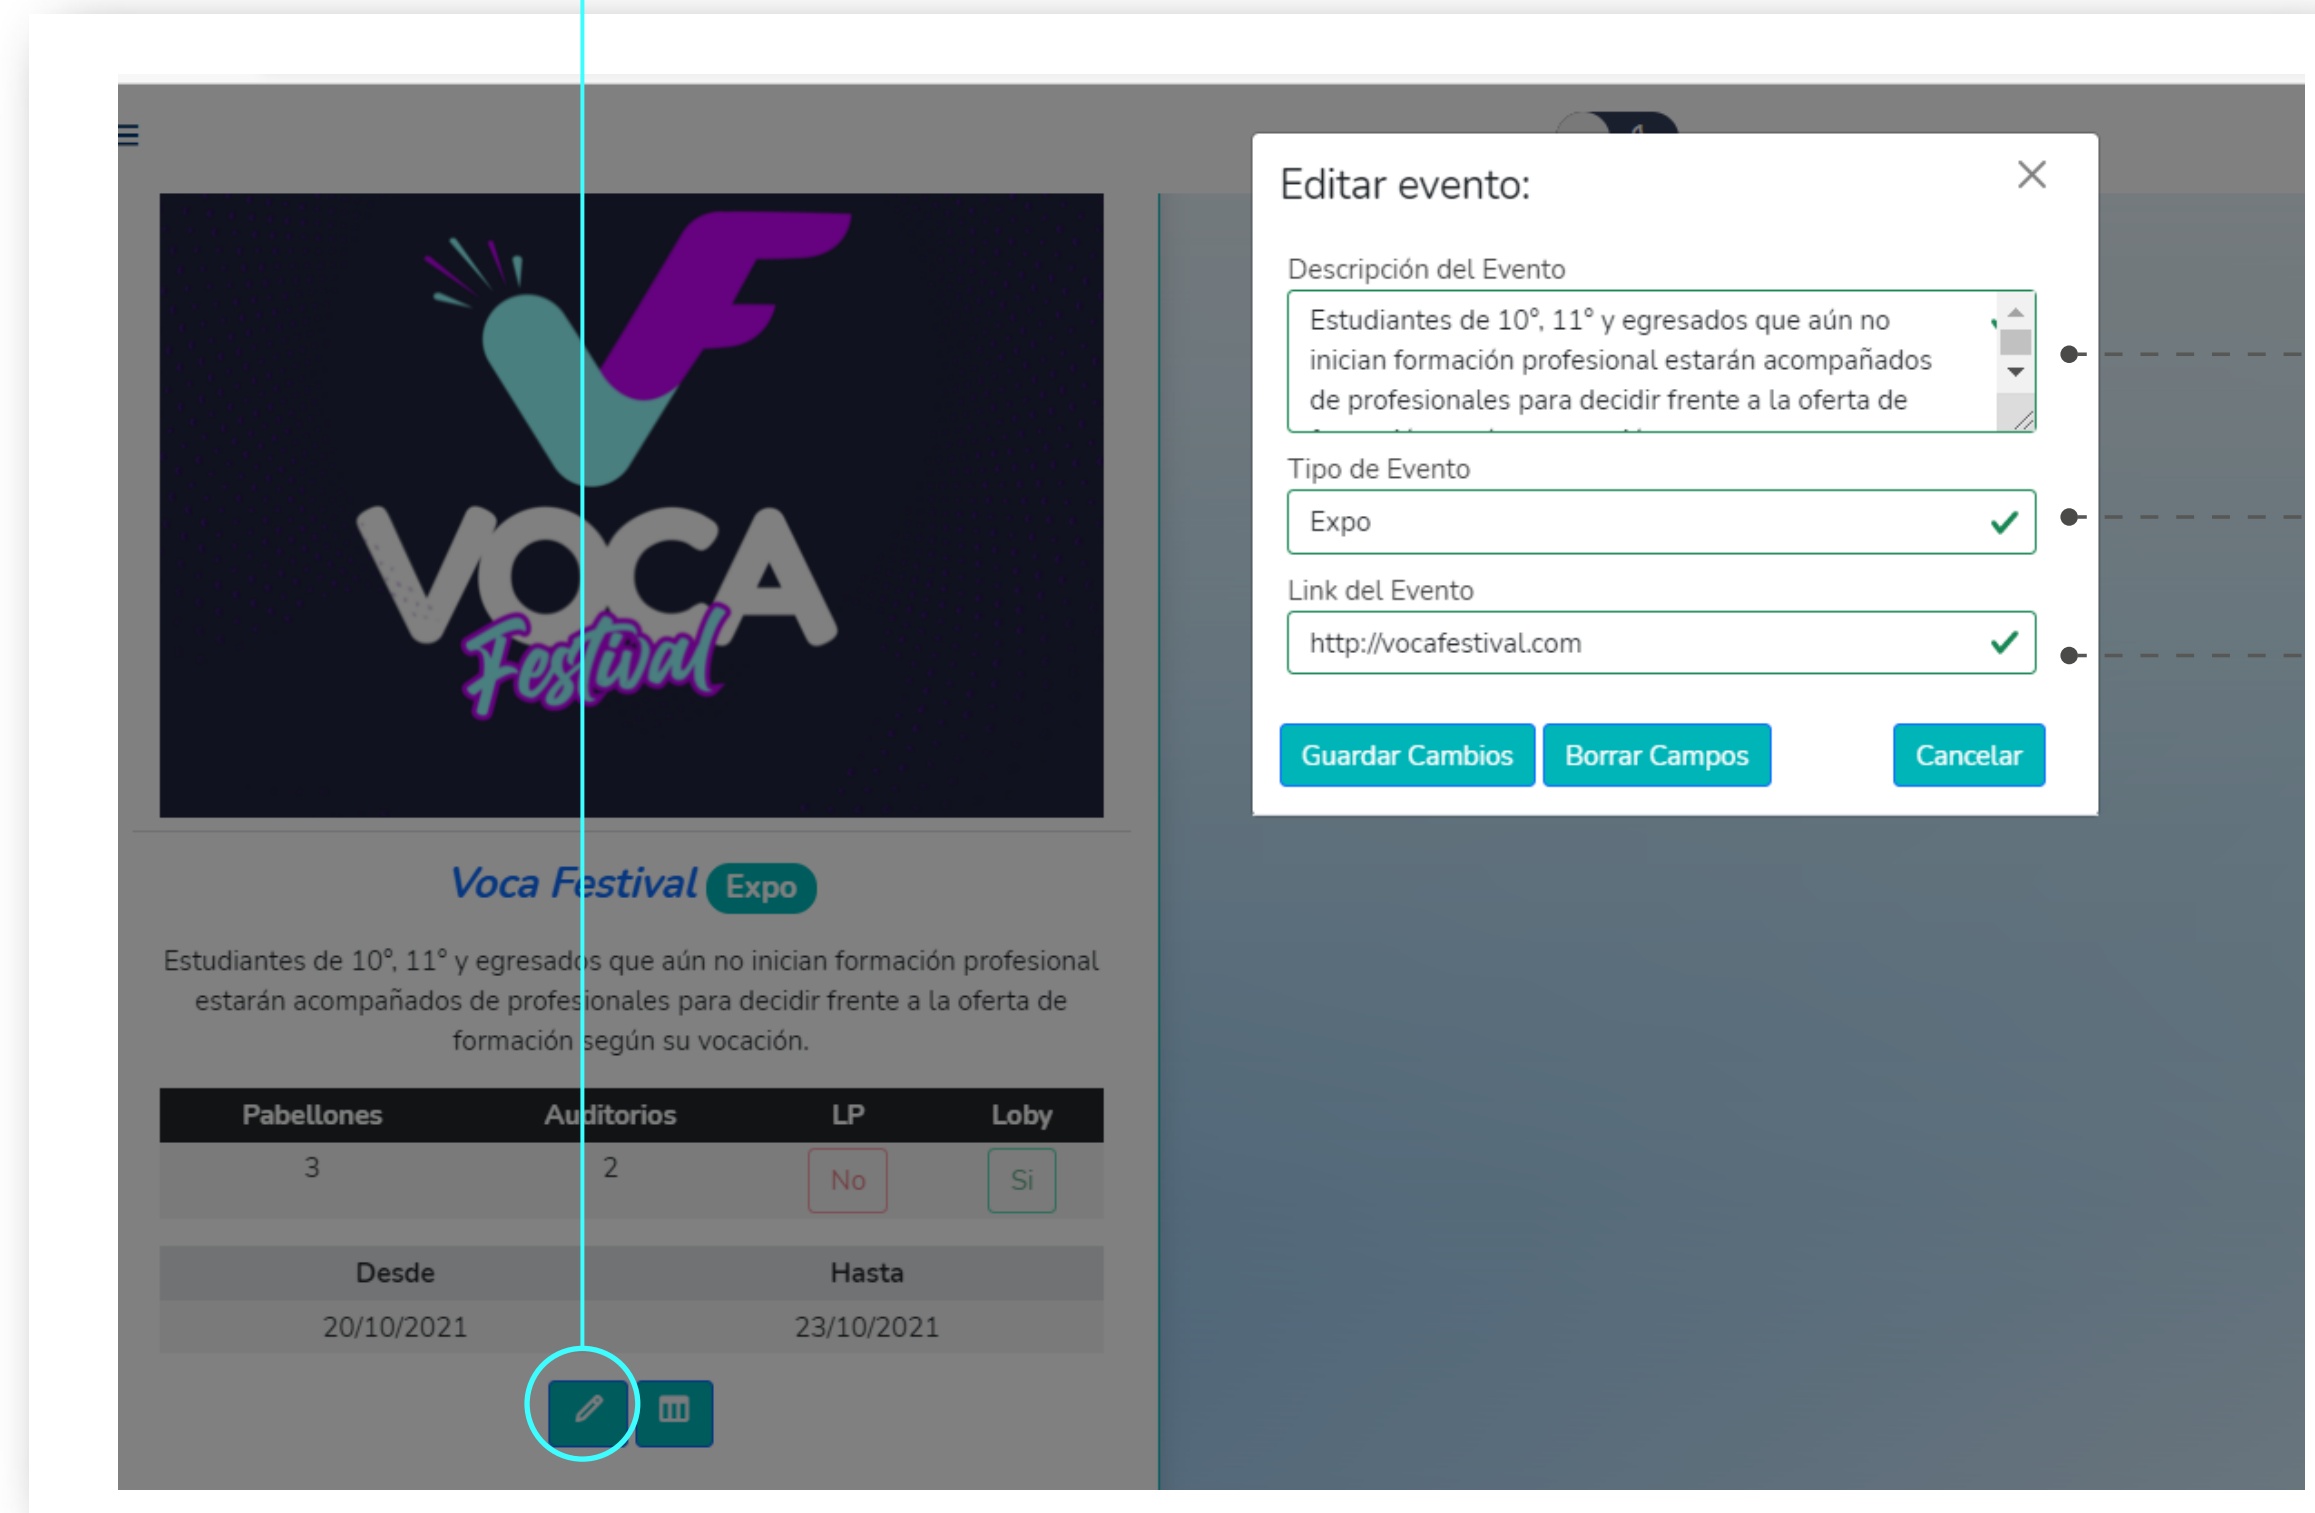 VF
VOCA
Festival
Voca Festival Expo
Estudiantes de 10°, 11° y egresados que aún no inician formación profesional
estarán acompañados de profesionales para decidir frente a la oferta de
formación según su vocación.
Pabellones Auditorios LP Loby
3 2 No Si
Desde Hasta
20/10/2021 23/10/2021
Editar evento:
Descripción del Evento
Estudiantes de 10°, 11° y egresados que aún no
inician formación profesional estarán acompañados
de profesionales para decidir frente a la oferta de
Tipo de Evento
Expo
Link del Evento
http://vocafestival.com
Guardar Cambios Borrar Campos Cancelar